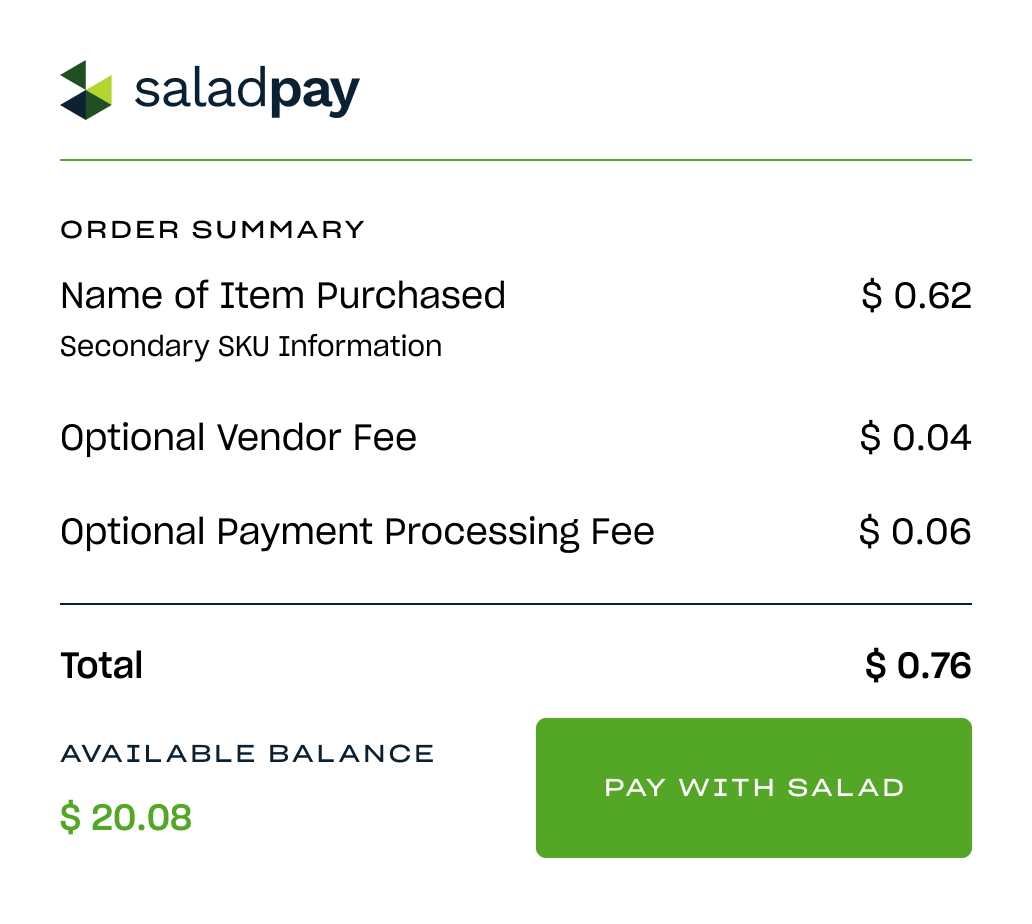 saladpay
ORDER SUMMARY
Name of Item Purchased $ 0.62
Secondary SKU Information
Optional Vendor Fee $ 0.04
Optional Payment Processing Fee $ 0.06
Total $ 0.76
AVAILABLE BALANCE
$ 20.08
PAY WITH SALAD